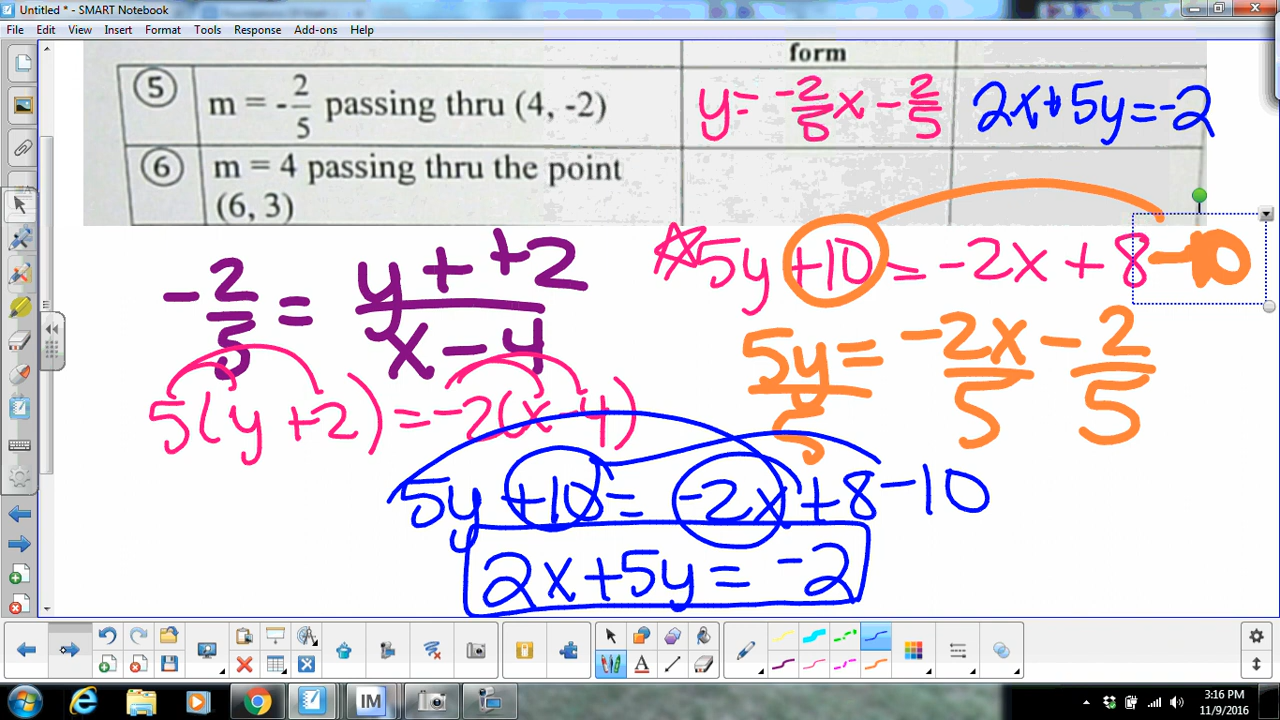 Untitled * - SMART Notebook
File Edit View Insert Format Tools Response Add-ons Help
form
5 m = -2/5 passing thru (4, -2) y = -2/5x - 2/5 2x+5y=-2
6 m = 4 passing thru the point
(6, 3)
☆5y +10 = -2x + 8 -10
-2/5 = y + +2/x - 4
5y/5 = -2x/5 - 2/5
5(y+2) = -2(x-4)
5y +10 = -2x +8-10
2x+5y = -2
A
IM
3:16 PM
11/9/2016